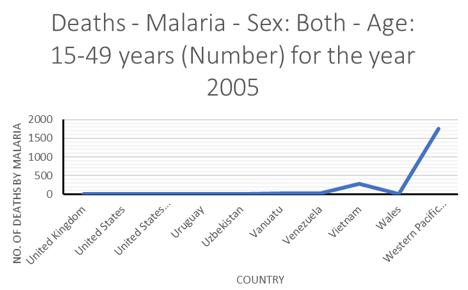 Deaths - Malaria - Sex: Both - Age:
15-49 years (Number) for the year
2005
NO. OF DEATHS BY MALARIA
2000
1500
1000
500
0
United Kingdom
United States
United States...
Uruguay
Uzbekistan
Vanuatu
Venezuela
Vietnam
Wales
Western Pacific...
COUNTRY